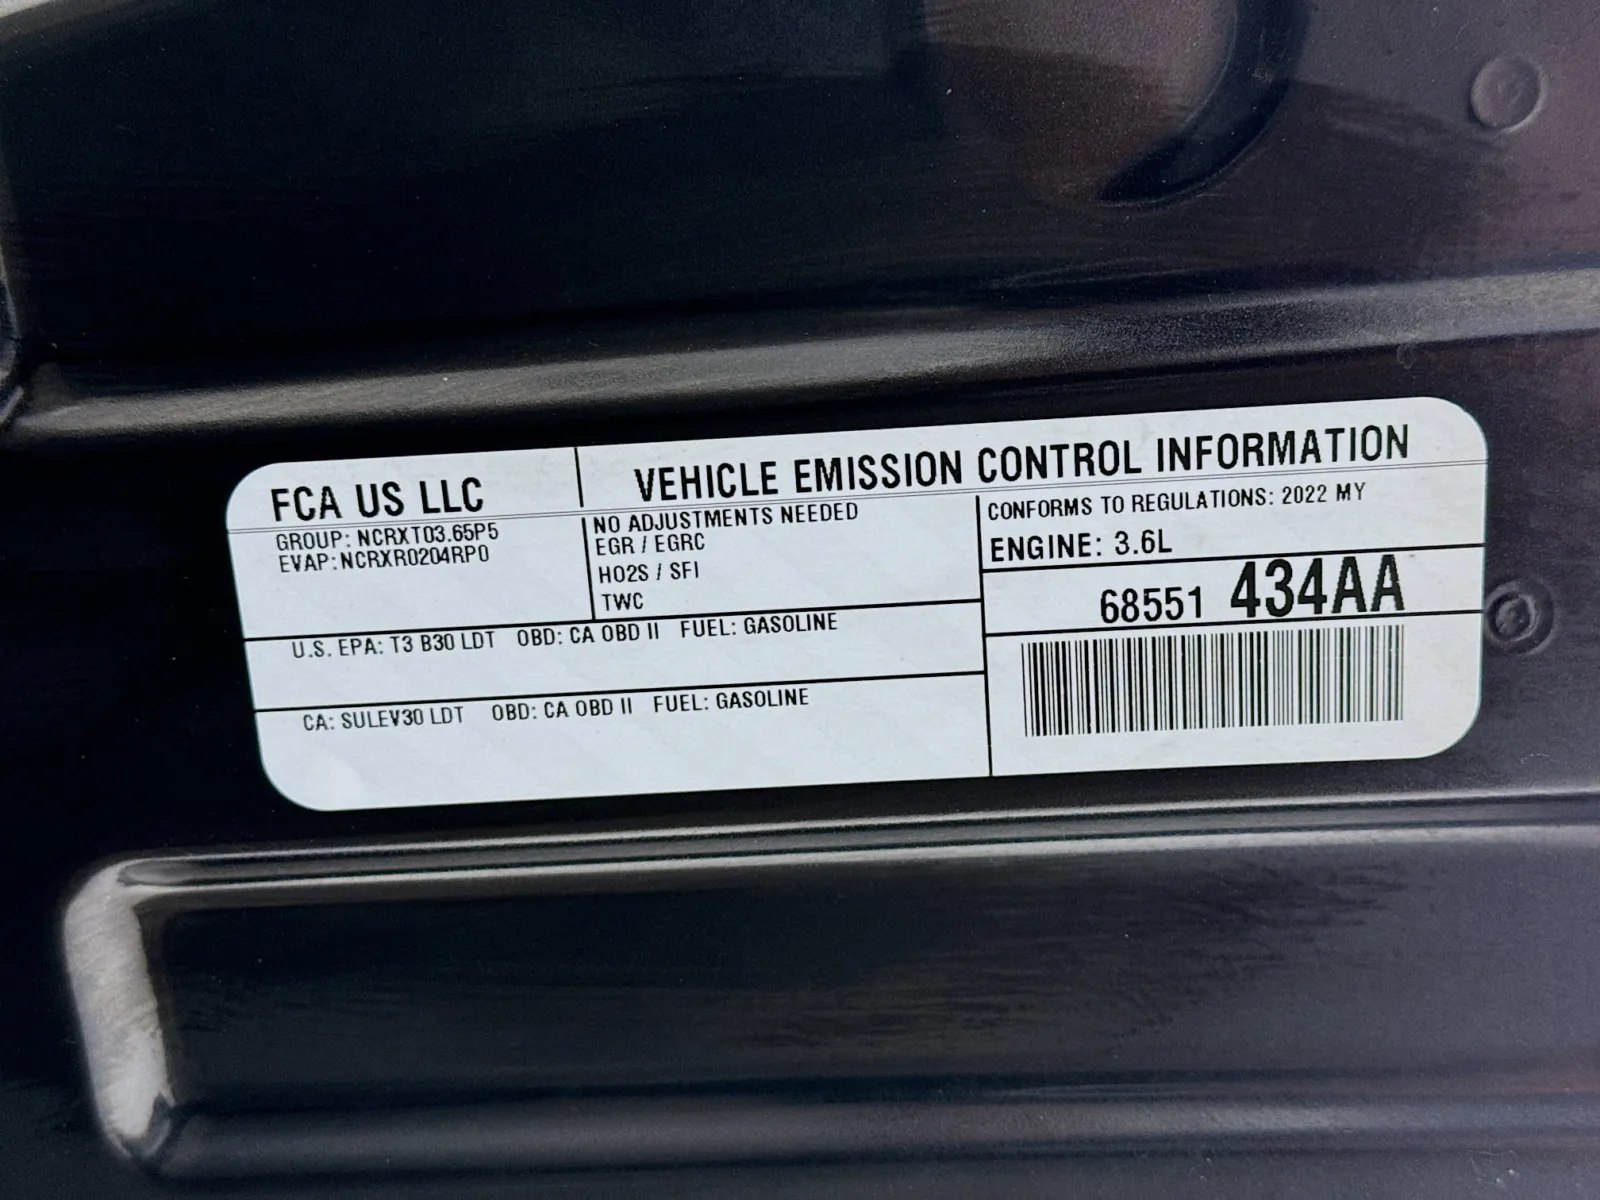 FCA US LLC
VEHICLE EMISSION CONTROL INFORMATION
GROUP: NCRXT03.65P5
EVAP:NCRXR0204RP0
NO ADJUSTMENTS NEEDED
EGR / EGRC
HO2S / SFI
TWC
CONFORMS TO REGULATIONS: 2022 MY
ENGINE: 3.6L
68551 434AA
U.S. EPA: T3 B30 LDT OBD: CA OBD II FUEL: GASOLINE
CA: SULEV30 LDT OBD: CA OBD II FUEL: GASOLINE